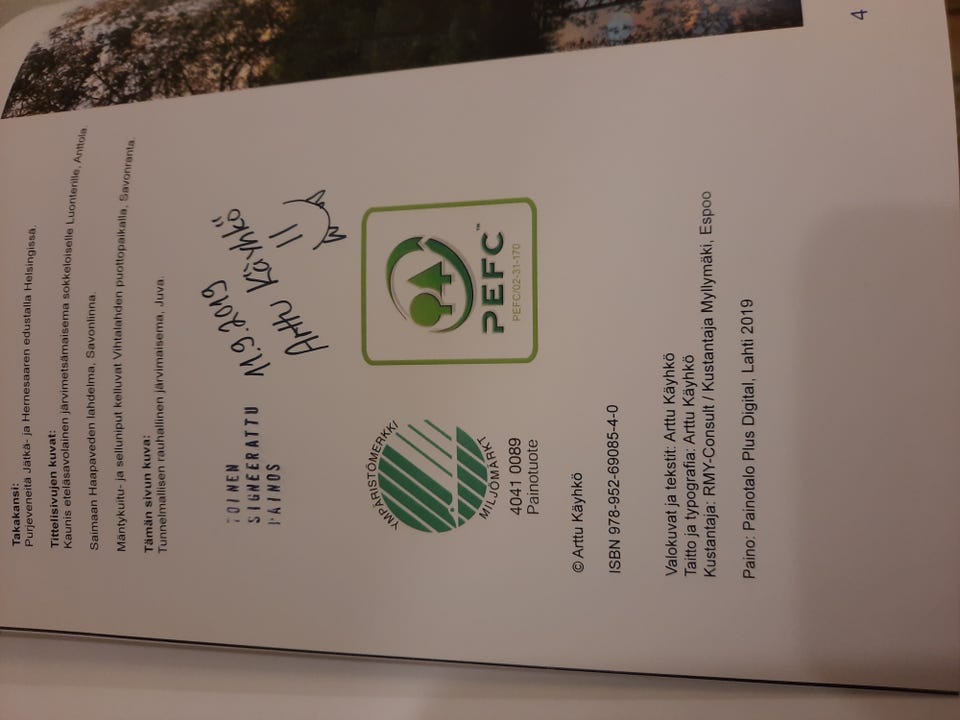 Takakansi:
Purjeveneitä Jätkä- ja Hernesaaren edustalla Helsingissä.
Tittelisivujen kuvat:
Kaunis eteläsavolainen järvimetsämaisema sokkeloiselle Luonterille, Anttola.
Saimaan Haapaveden lahdelma, Savonlinna.
Mäntykuitu- ja selluniput kelluvat Vihtalahden puottopaikalla, Savonranta.
Tämän sivun kuva:
Tunnelmallisen rauhallinen järvimaisema, Juva.
TOINEN
SIGNEERATTU
PAINOS
11.9.2019
Arttu Käyhkö
YMPÄRISTÖMERKKI
MILJÖMÄRKT
4041 0089
Painotuote
PEFC™
PEFC/02-31-170
© Arttu Käyhkö
ISBN 978-952-69085-4-0
Valokuvat ja tekstit: Arttu Käyhkö
Taitto ja typografia: Arttu Käyhkö
Kustantaja: RMY-Consult / Kustantaja Myllymäki, Espoo
Paino: Painotalo Plus Digital, Lahti 2019
4